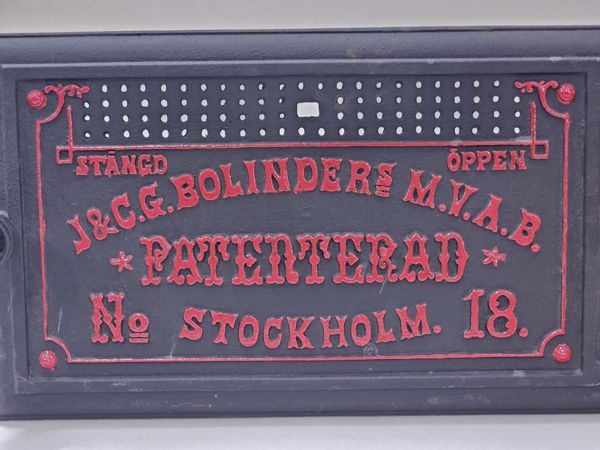 STÄNGD ÖPPEN
J & C.G. BOLINDERS M.V.A.B.
* PATENTERAD *
No STOCKHOLM. 18.